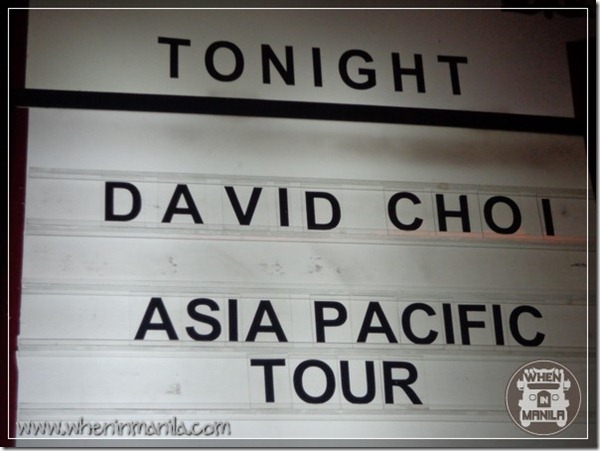 TONIGHT
DAVID CHOI
ASIA PACIFIC
TOUR
WHEN
IN
MANILA
www.wheninmanila.com